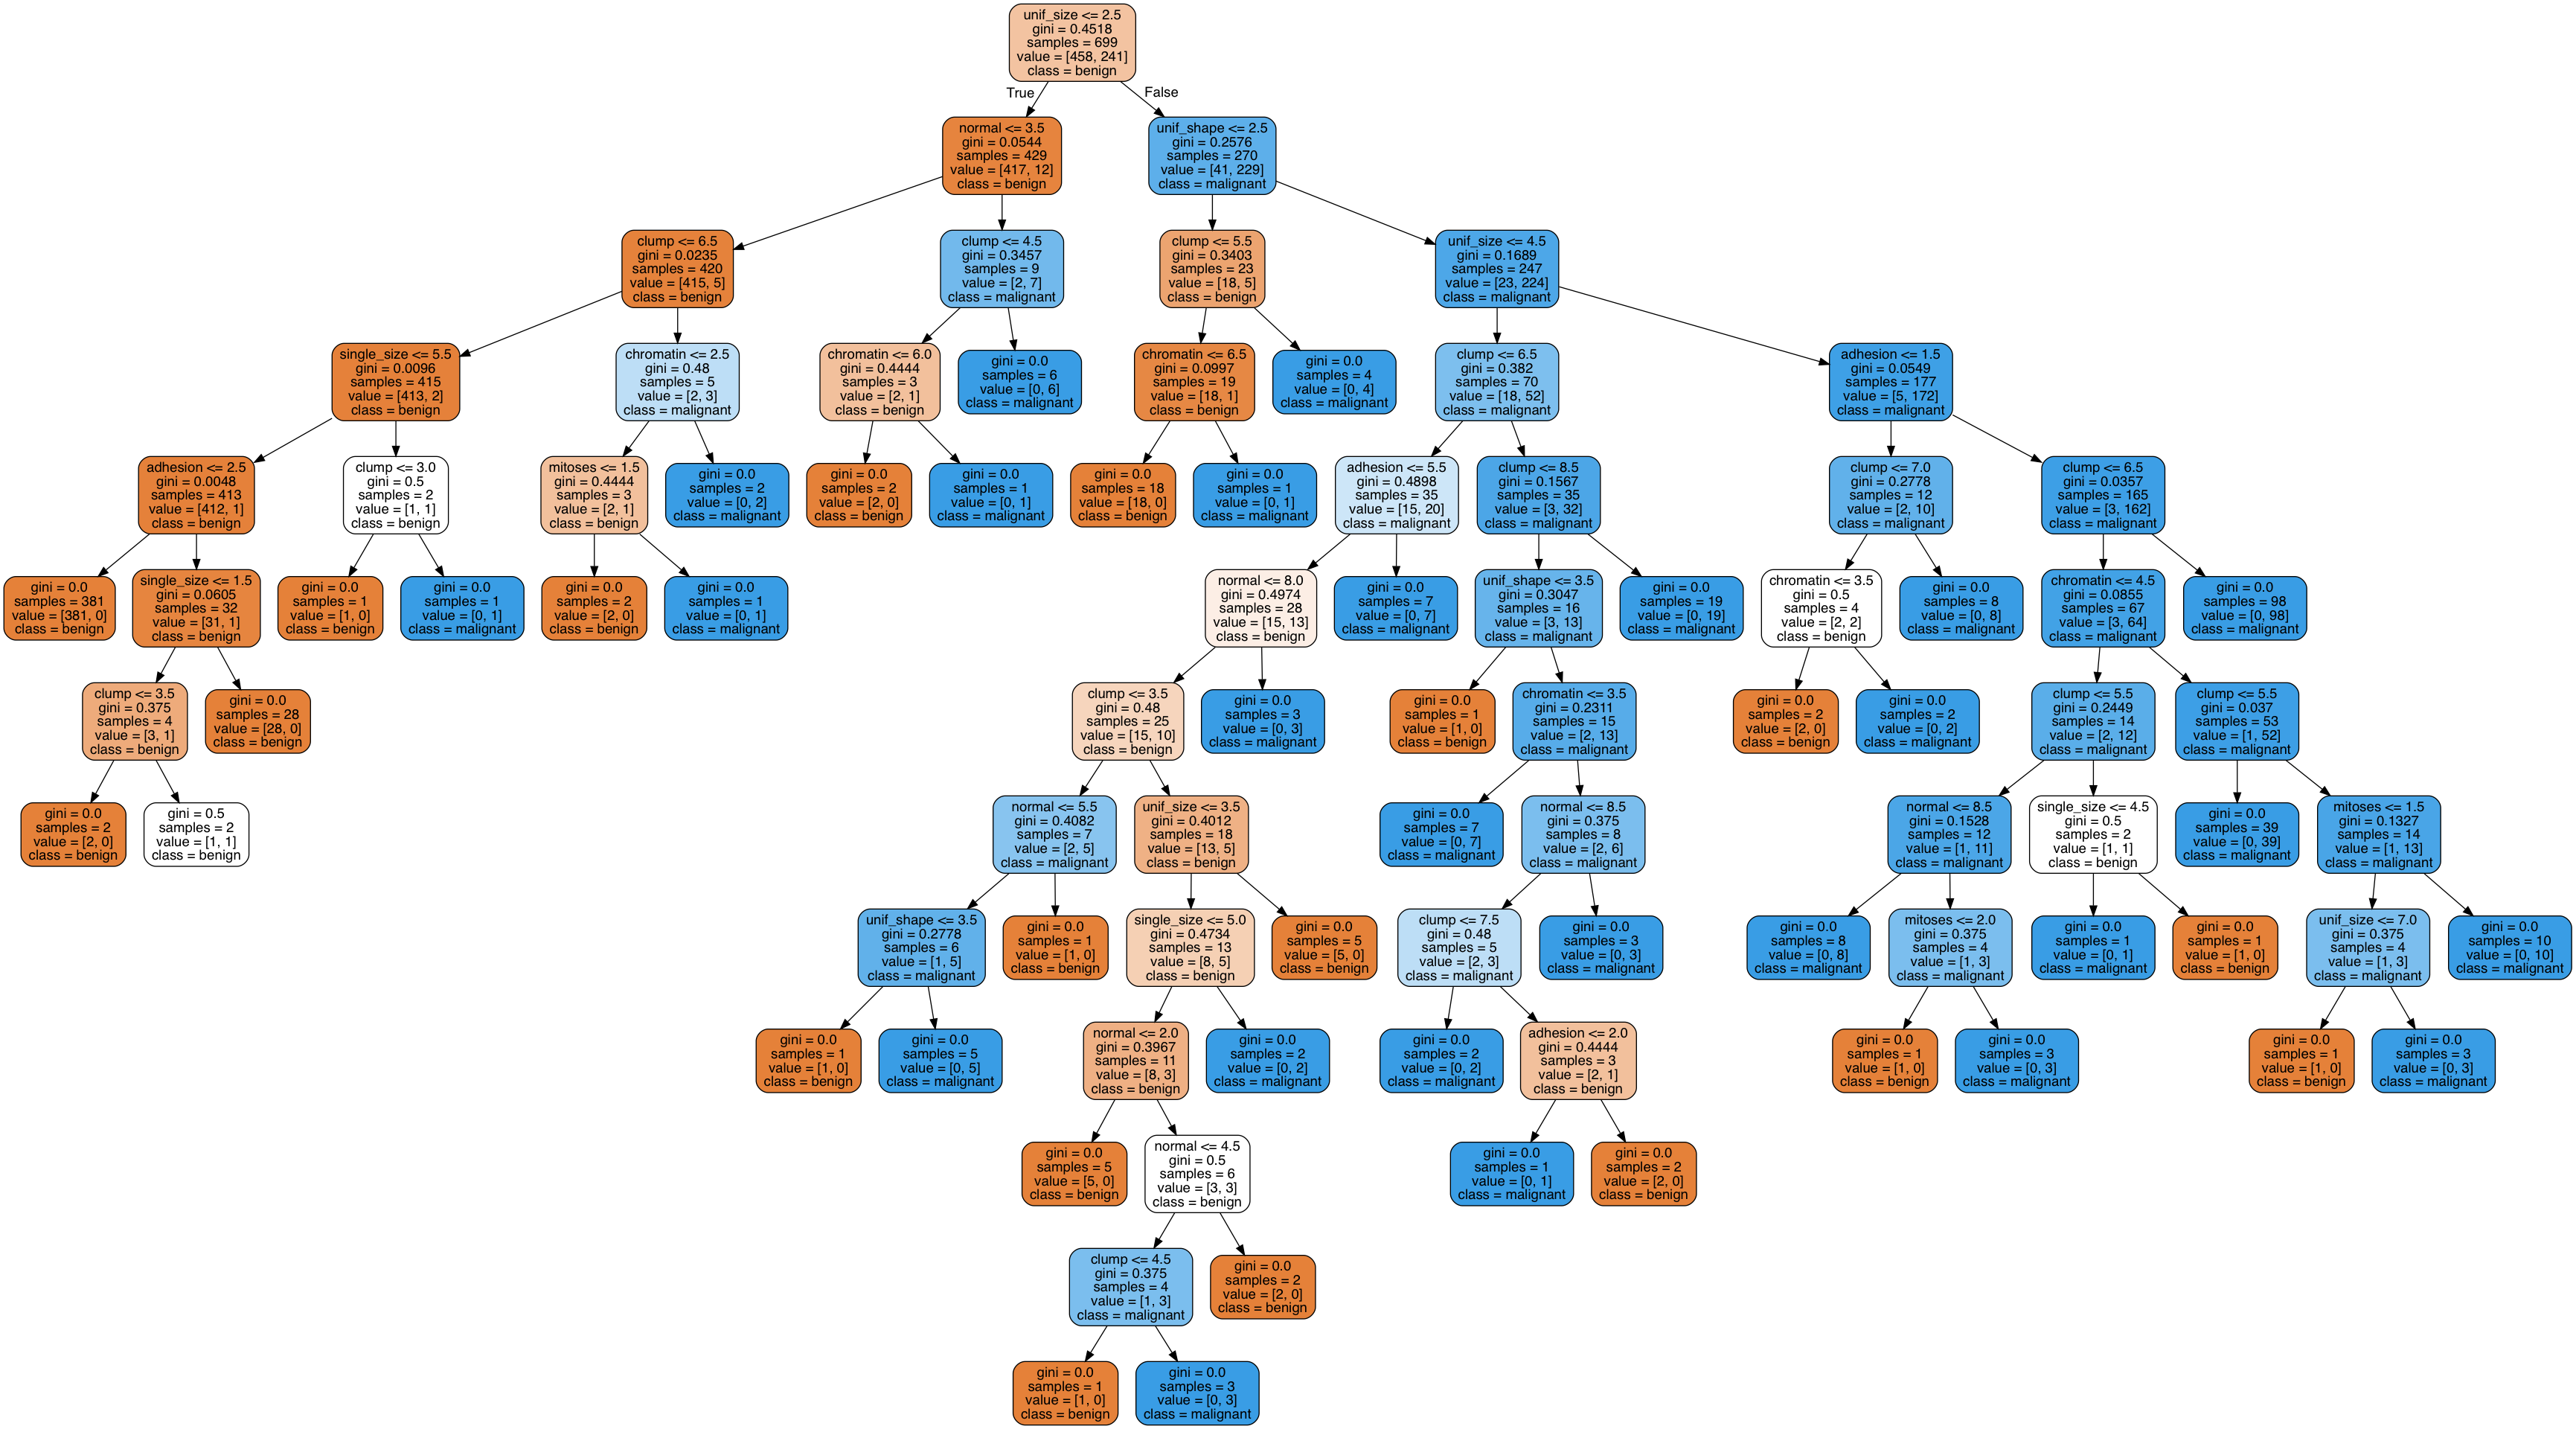 unif_size <= 2.5
gini = 0.4518
samples = 699
value = [458, 241]
class = benign
True
False
normal <= 3.5
gini = 0.0544
samples = 429
value = [417, 12]
class = benign
unif_shape <= 2.5
gini = 0.2576
samples = 270
value = [41, 229]
class = malignant
clump <= 6.5
gini = 0.0235
samples = 420
value = [415, 5]
class = benign
clump <= 4.5
gini = 0.3457
samples = 9
value = [2, 7]
class = malignant
clump <= 5.5
gini = 0.3403
samples = 23
value = [18, 5]
class = benign
unif_size <= 4.5
gini = 0.1689
samples = 247
value = [23, 224]
class = malignant
single_size <= 5.5
gini = 0.0096
samples = 415
value = [413, 2]
class = benign
chromatin <= 2.5
gini = 0.48
samples = 5
value = [2, 3]
class = malignant
chromatin <= 6.0
gini = 0.4444
samples = 3
value = [2, 1]
class = benign
gini = 0.0
samples = 6
value = [0, 6]
class = malignant
chromatin <= 6.5
gini = 0.0997
samples = 19
value = [18, 1]
class = benign
gini = 0.0
samples = 4
value = [0, 4]
class = malignant
clump <= 6.5
gini = 0.382
samples = 70
value = [18, 52]
class = malignant
adhesion <= 1.5
gini = 0.0549
samples = 177
value = [5, 172]
class = malignant
adhesion <= 2.5
gini = 0.0048
samples = 413
value = [412, 1]
class = benign
clump <= 3.0
gini = 0.5
samples = 2
value = [1, 1]
class = benign
mitoses <= 1.5
gini = 0.4444
samples = 3
value = [2, 1]
class = benign
gini = 0.0
samples = 2
value = [0, 2]
class = malignant
gini = 0.0
samples = 2
value = [2, 0]
class = benign
gini = 0.0
samples = 1
value = [0, 1]
class = malignant
gini = 0.0
samples = 18
value = [18, 0]
class = benign
gini = 0.0
samples = 1
value = [0, 1]
class = malignant
adhesion <= 5.5
gini = 0.4898
samples = 35
value = [15, 20]
class = malignant
clump <= 8.5
gini = 0.1567
samples = 35
value = [3, 32]
class = malignant
clump <= 7.0
gini = 0.2778
samples = 12
value = [2, 10]
class = malignant
clump <= 6.5
gini = 0.0357
samples = 165
value = [3, 162]
class = malignant
gini = 0.0
samples = 381
value = [381, 0]
class = benign
single_size <= 1.5
gini = 0.0605
samples = 32
value = [31, 1]
class = benign
gini = 0.0
samples = 1
value = [1, 0]
class = benign
gini = 0.0
samples = 1
value = [0, 1]
class = malignant
gini = 0.0
samples = 2
value = [2, 0]
class = benign
gini = 0.0
samples = 1
value = [0, 1]
class = malignant
normal <= 8.0
gini = 0.4974
samples = 28
value = [15, 13]
class = benign
gini = 0.0
samples = 7
value = [0, 7]
class = malignant
unif_shape <= 3.5
gini = 0.3047
samples = 16
value = [3, 13]
class = malignant
gini = 0.0
samples = 19
value = [0, 19]
class = malignant
chromatin <= 3.5
gini = 0.5
samples = 4
value = [2, 2]
class = benign
gini = 0.0
samples = 8
value = [0, 8]
class = malignant
chromatin <= 4.5
gini = 0.0855
samples = 67
value = [3, 64]
class = malignant
gini = 0.0
samples = 98
value = [0, 98]
class = malignant
clump <= 3.5
gini = 0.375
samples = 4
value = [3, 1]
class = benign
gini = 0.0
samples = 28
value = [28, 0]
class = benign
clump <= 3.5
gini = 0.48
samples = 25
value = [15, 10]
class = benign
gini = 0.0
samples = 3
value = [0, 3]
class = malignant
gini = 0.0
samples = 1
value = [1, 0]
class = benign
chromatin <= 3.5
gini = 0.2311
samples = 15
value = [2, 13]
class = malignant
gini = 0.0
samples = 2
value = [2, 0]
class = benign
gini = 0.0
samples = 2
value = [0, 2]
class = malignant
clump <= 5.5
gini = 0.2449
samples = 14
value = [2, 12]
class = malignant
clump <= 5.5
gini = 0.037
samples = 53
value = [1, 52]
class = malignant
gini = 0.0
samples = 2
value = [2, 0]
class = benign
gini = 0.5
samples = 2
value = [1, 1]
class = benign
normal <= 5.5
gini = 0.4082
samples = 7
value = [2, 5]
class = malignant
unif_size <= 3.5
gini = 0.4012
samples = 18
value = [13, 5]
class = benign
gini = 0.0
samples = 7
value = [0, 7]
class = malignant
normal <= 8.5
gini = 0.375
samples = 8
value = [2, 6]
class = malignant
normal <= 8.5
gini = 0.1528
samples = 12
value = [1, 11]
class = malignant
single_size <= 4.5
gini = 0.5
samples = 2
value = [1, 1]
class = benign
gini = 0.0
samples = 39
value = [0, 39]
class = malignant
mitoses <= 1.5
gini = 0.1327
samples = 14
value = [1, 13]
class = malignant
unif_shape <= 3.5
gini = 0.2778
samples = 6
value = [1, 5]
class = malignant
gini = 0.0
samples = 1
value = [1, 0]
class = benign
single_size <= 5.0
gini = 0.4734
samples = 13
value = [8, 5]
class = benign
gini = 0.0
samples = 5
value = [5, 0]
class = benign
clump <= 7.5
gini = 0.48
samples = 5
value = [2, 3]
class = malignant
gini = 0.0
samples = 3
value = [0, 3]
class = malignant
gini = 0.0
samples = 8
value = [0, 8]
class = malignant
mitoses <= 2.0
gini = 0.375
samples = 4
value = [1, 3]
class = malignant
gini = 0.0
samples = 1
value = [0, 1]
class = malignant
gini = 0.0
samples = 1
value = [1, 0]
class = benign
unif_size <= 7.0
gini = 0.375
samples = 4
value = [1, 3]
class = malignant
gini = 0.0
samples = 10
value = [0, 10]
class = malignant
gini = 0.0
samples = 1
value = [1, 0]
class = benign
gini = 0.0
samples = 5
value = [0, 5]
class = malignant
normal <= 2.0
gini = 0.3967
samples = 11
value = [8, 3]
class = benign
gini = 0.0
samples = 2
value = [0, 2]
class = malignant
gini = 0.0
samples = 2
value = [0, 2]
class = malignant
adhesion <= 2.0
gini = 0.4444
samples = 3
value = [2, 1]
class = benign
gini = 0.0
samples = 1
value = [1, 0]
class = benign
gini = 0.0
samples = 3
value = [0, 3]
class = malignant
gini = 0.0
samples = 1
value = [1, 0]
class = benign
gini = 0.0
samples = 3
value = [0, 3]
class = malignant
gini = 0.0
samples = 5
value = [5, 0]
class = benign
normal <= 4.5
gini = 0.5
samples = 6
value = [3, 3]
class = benign
gini = 0.0
samples = 1
value = [0, 1]
class = malignant
gini = 0.0
samples = 2
value = [2, 0]
class = benign
clump <= 4.5
gini = 0.375
samples = 4
value = [1, 3]
class = malignant
gini = 0.0
samples = 2
value = [2, 0]
class = benign
gini = 0.0
samples = 1
value = [1, 0]
class = benign
gini = 0.0
samples = 3
value = [0, 3]
class = malignant